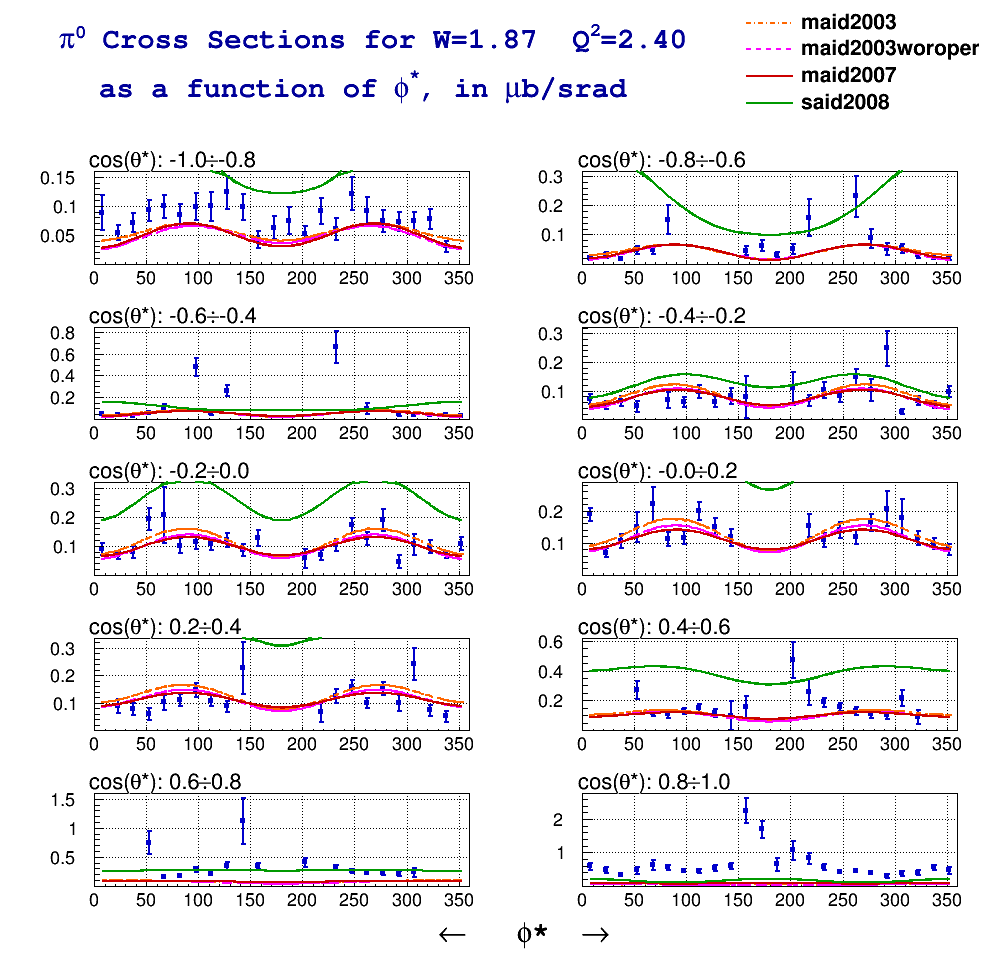 π⁰ Cross Sections for W=1.87 Q²=2.40
as a function of ϕ*, in μb/srad
maid2003
maid2003woroper
maid2007
said2008
cos(θ*): -1.0÷-0.8
0.15
0.1
0.05
0 50 100 150 200 250 300 350
cos(θ*): -0.8÷-0.6
0.3
0.2
0.1
0 50 100 150 200 250 300 350
cos(θ*): -0.6÷-0.4
0.8
0.6
0.4
0.2
0 50 100 150 200 250 300 350
cos(θ*): -0.4÷-0.2
0.3
0.2
0.1
0 50 100 150 200 250 300 350
cos(θ*): -0.2÷0.0
0.3
0.2
0.1
0 50 100 150 200 250 300 350
cos(θ*): -0.0÷0.2
0.2
0.1
0 50 100 150 200 250 300 350
cos(θ*): 0.2÷0.4
0.3
0.2
0.1
0 50 100 150 200 250 300 350
cos(θ*): 0.4÷0.6
0.6
0.4
0.2
0 50 100 150 200 250 300 350
cos(θ*): 0.6÷0.8
1.5
1
0.5
0 50 100 150 200 250 300 350
cos(θ*): 0.8÷1.0
2
1
0 50 100 150 200 250 300 350
← ϕ* →